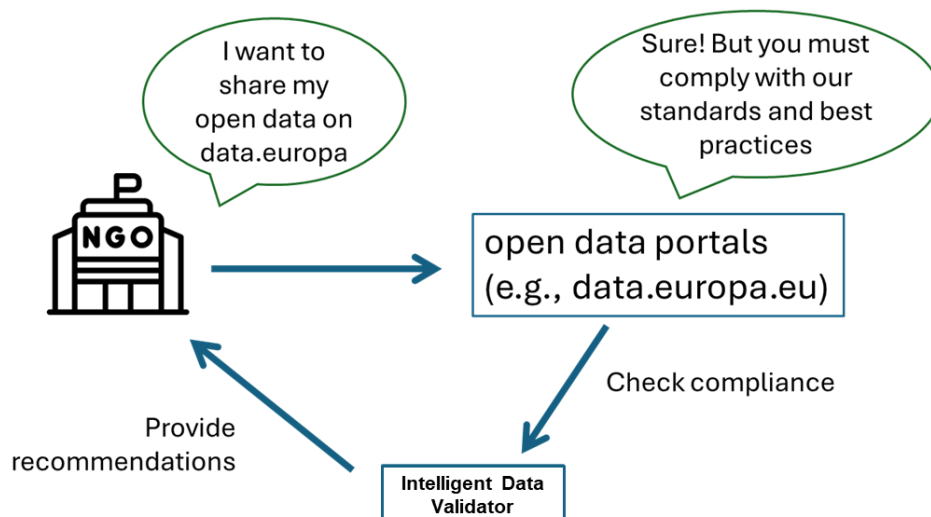 I want to
share my
open data on
data.europa
Sure! But you must
comply with our
standards and best
practices
NGO
open data portals
(e.g., data.europa.eu)
Check compliance
Provide
recommendations
Intelligent Data
Validator